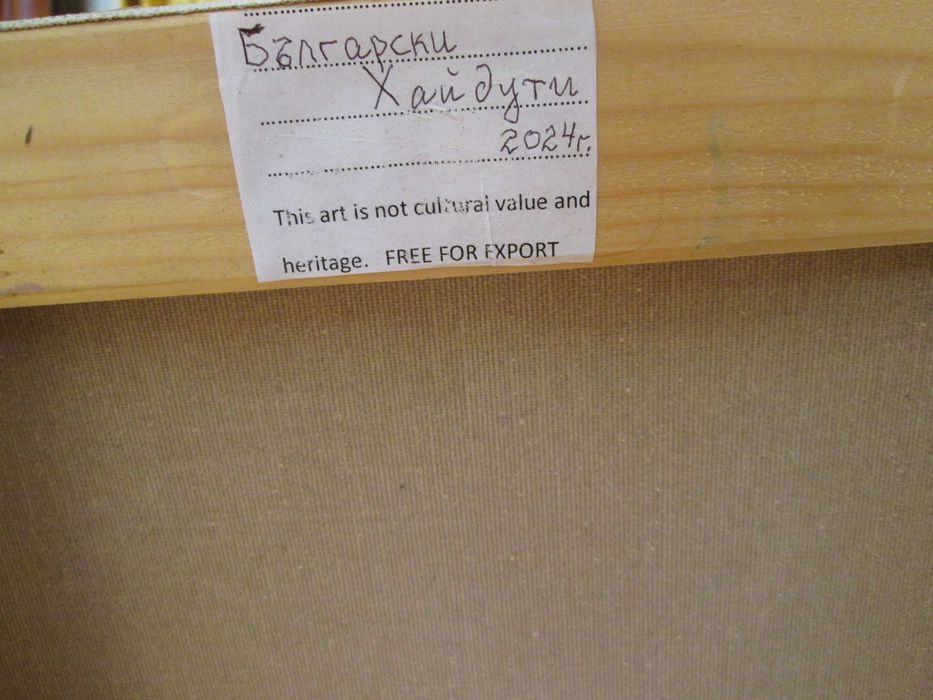 Български
Хайдути
2024г.
This art is not cultural value and
heritage. FREE FOR EXPORT